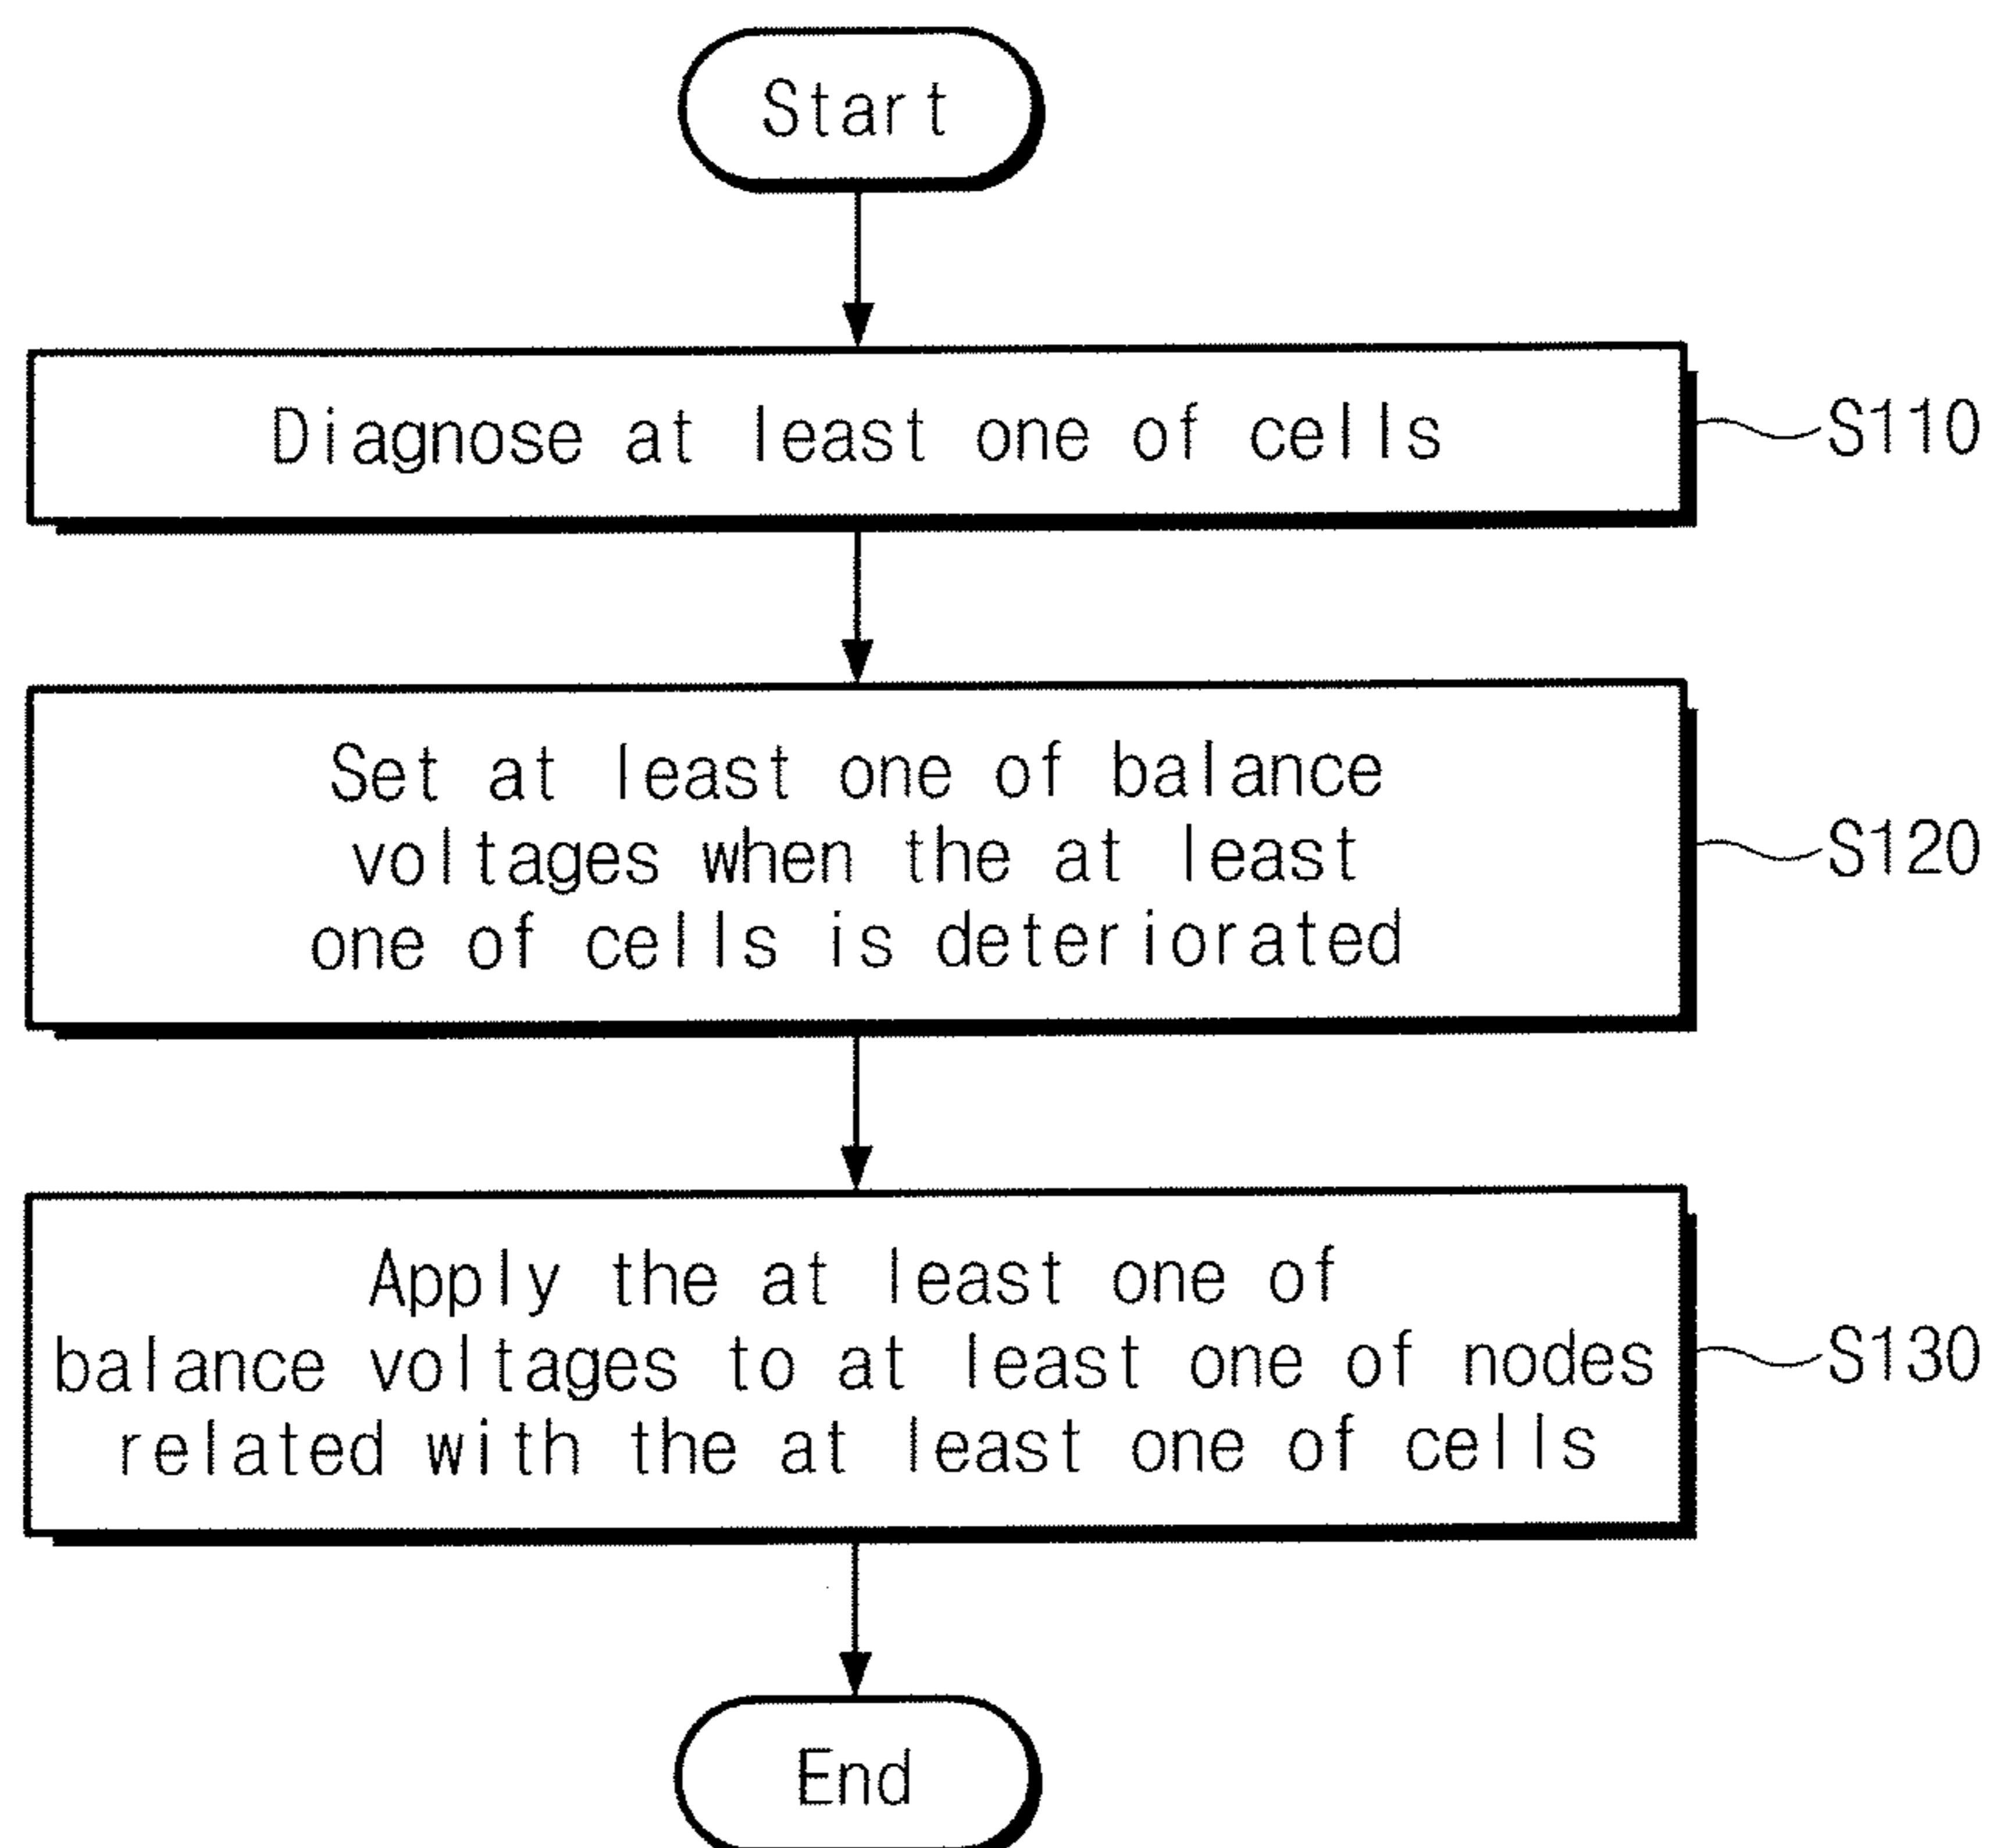 Start
Diagnose at least one of cells
S110
Set at least one of balance
voltages when the at least
one of cells is deteriorated
S120
Apply the at least one of
balance voltages to at least one of nodes
related with the at least one of cells
S130
End